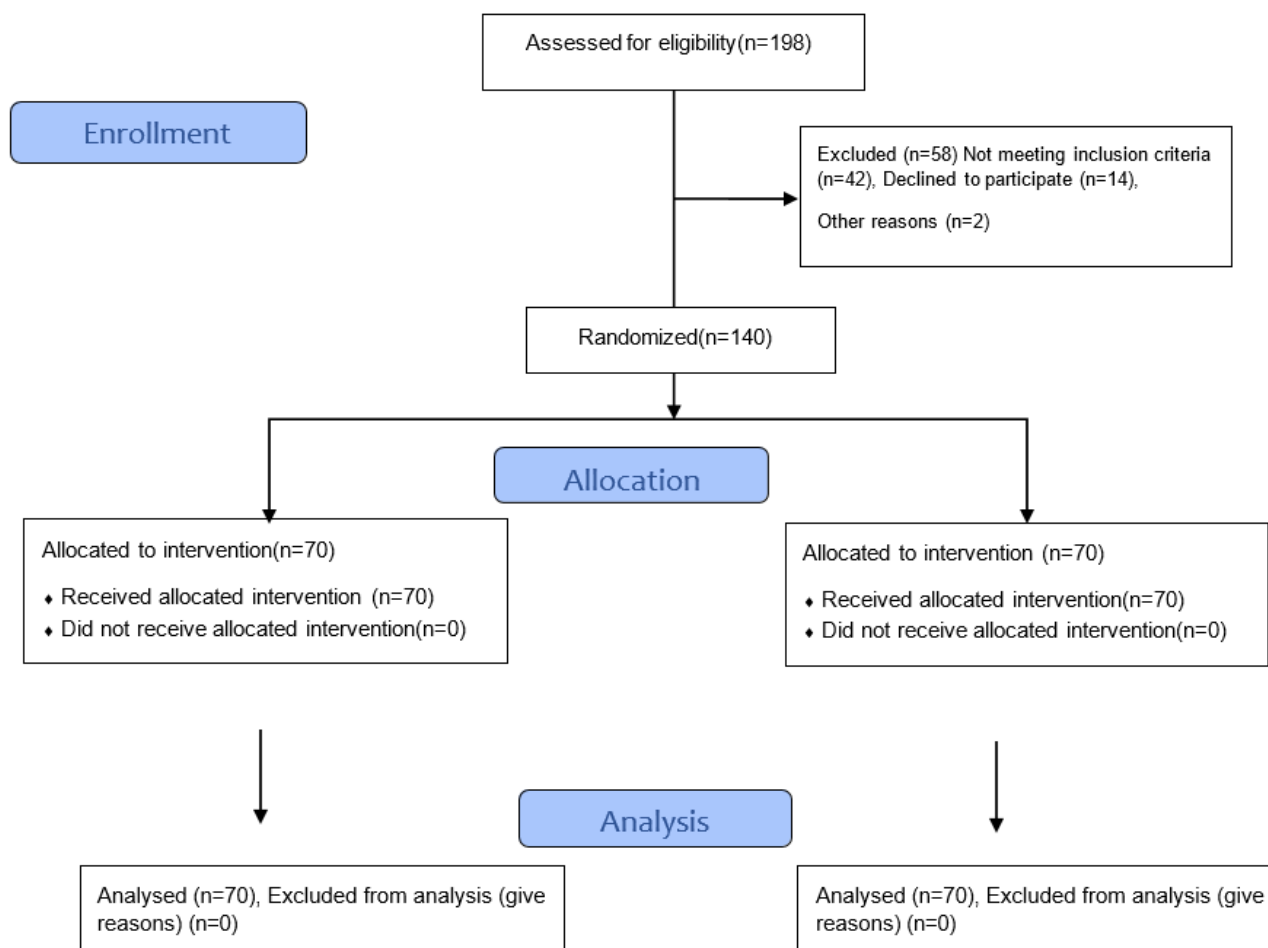 Assessed for eligibility(n=198)
Enrollment
Excluded (n=58) Not meeting inclusion criteria
(n=42), Declined to participate (n=14),
Other reasons (n=2)
Randomized(n=140)
Allocation
Allocated to intervention(n=70)
♦ Received allocated intervention (n=70)
♦ Did not receive allocated intervention(n=0)
Allocated to intervention (n=70)
♦ Received allocated intervention(n=70)
♦ Did not receive allocated intervention(n=0)
Analysis
Analysed (n=70), Excluded from analysis (give
reasons) (n=0)
Analysed (n=70), Excluded from analysis (give
reasons) (n=0)